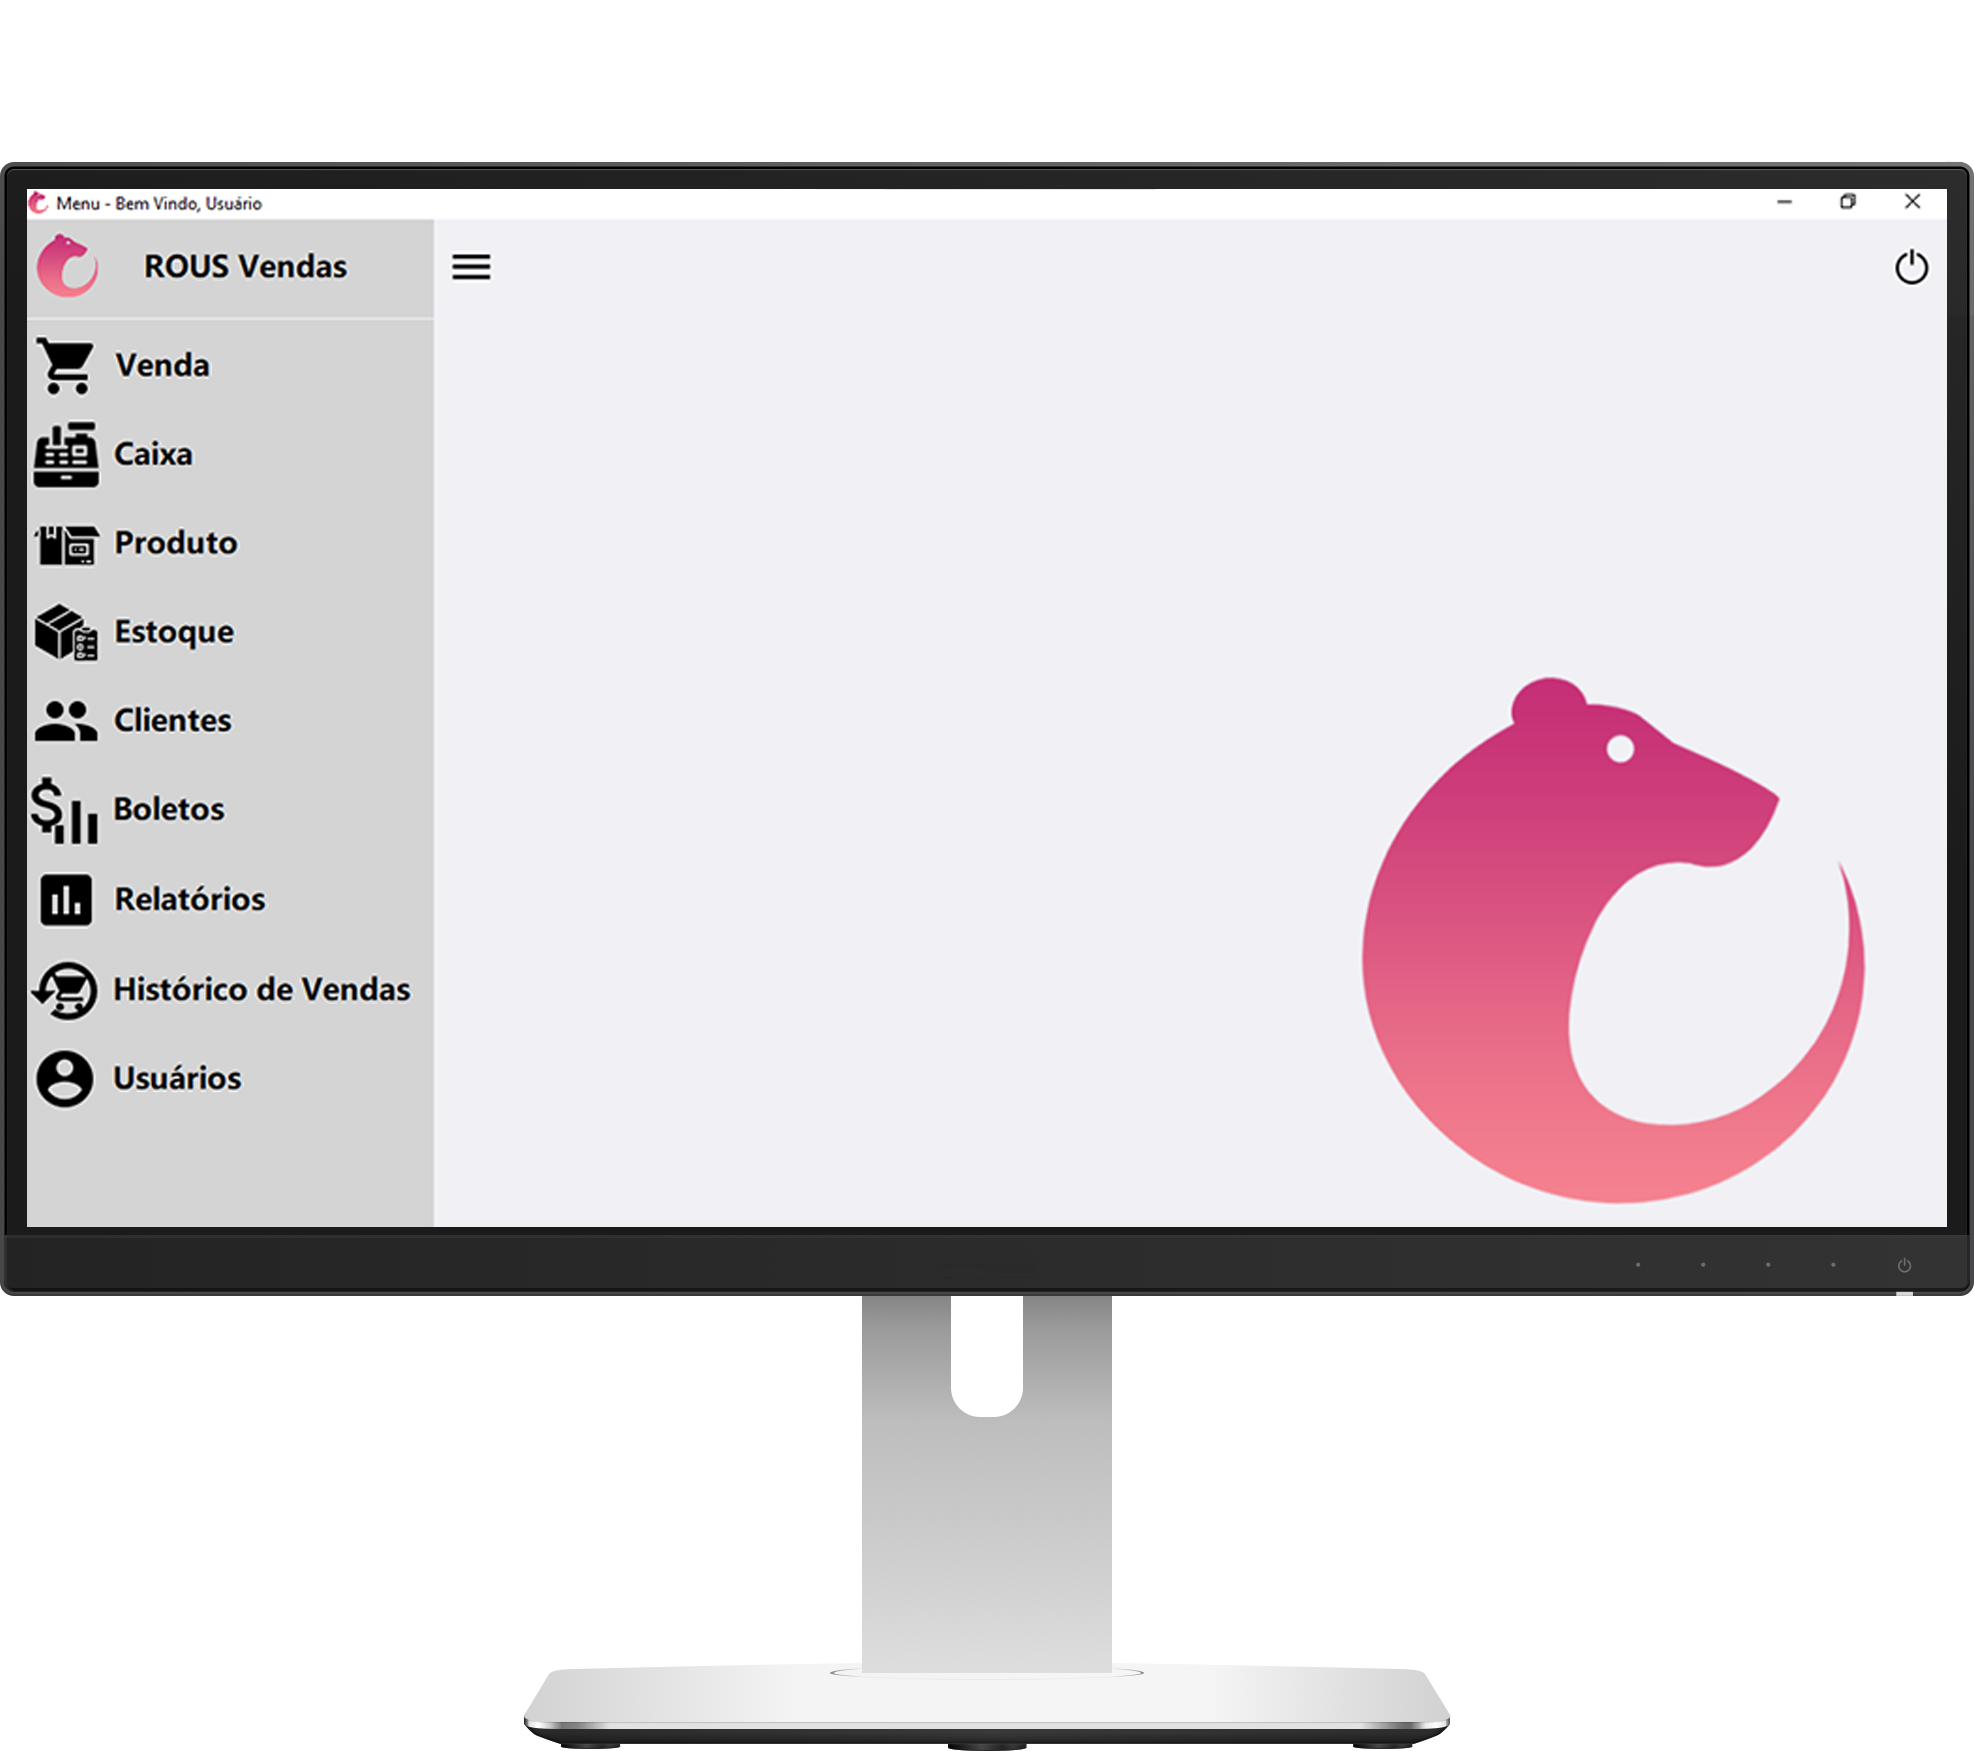 Menu - Bem Vindo, Usuário
ROUS Vendas
Venda
Caixa
Produto
Estoque
Clientes
Boletos
Relatórios
Histórico de Vendas
Usuários